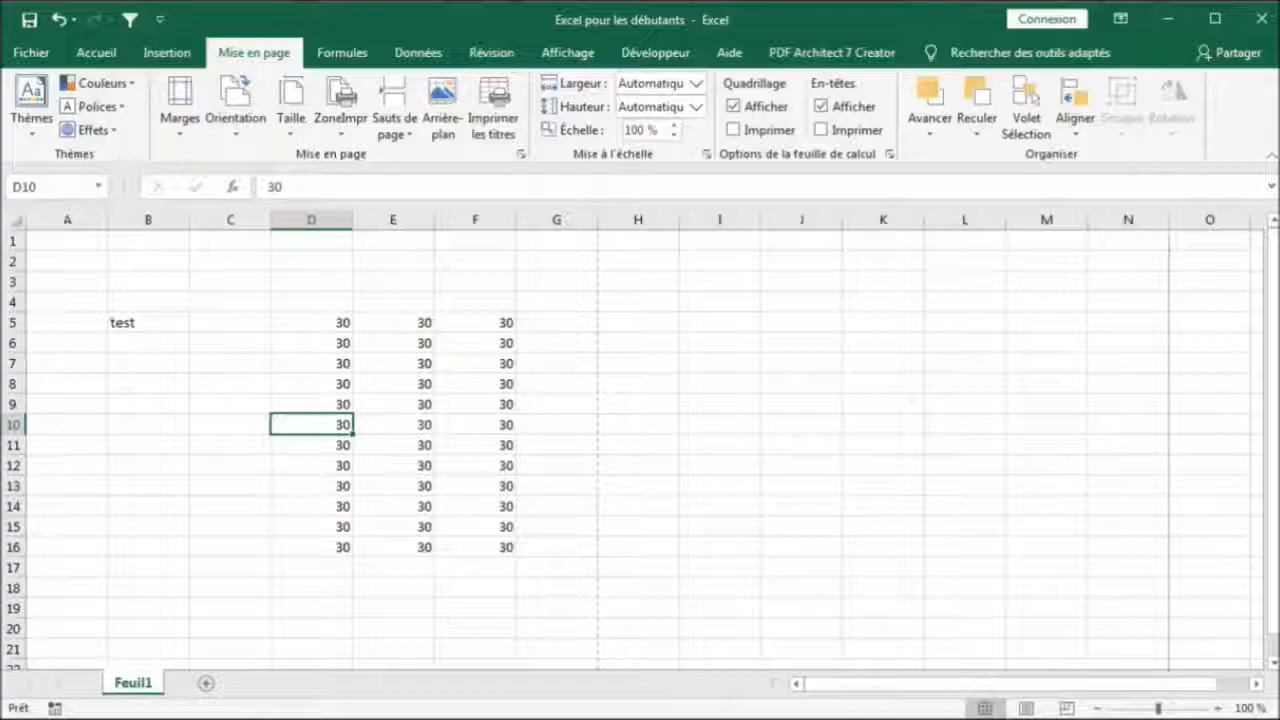 Excel pour les débutants - Excel
Connexion
Fichier Accueil Insertion Mise en page Formules Données Révision Affichage Développeur Aide PDF Architect 7 Creator Rechercher des outils adaptés Partager
Thèmes
Couleurs
Polices
Effets
Thèmes
Marges
Orientation
Taille
ZoneImpr
Sauts de page
Arrière-plan
Imprimer les titres
Mise en page
Largeur : Automatiqu
Hauteur : Automatiqu
Échelle : 100 %
Mise à l'échelle
Quadrillage En-têtes
Afficher Afficher
Imprimer Imprimer
Options de la feuille de calcul
Avancer
Reculer
Volet Sélection
Aligner
Organiser
D10 fx 30
A B C D E F G H I J K L M N O
1
2
3
4
5 test 30 30 30
6 30 30 30
7 30 30 30
8 30 30 30
9 30 30 30
10 30 30 30
11 30 30 30
12 30 30 30
13 30 30 30
14 30 30 30
15 30 30 30
16 30 30 30
17
18
19
20
21
Feuil1
Prêt 100 %